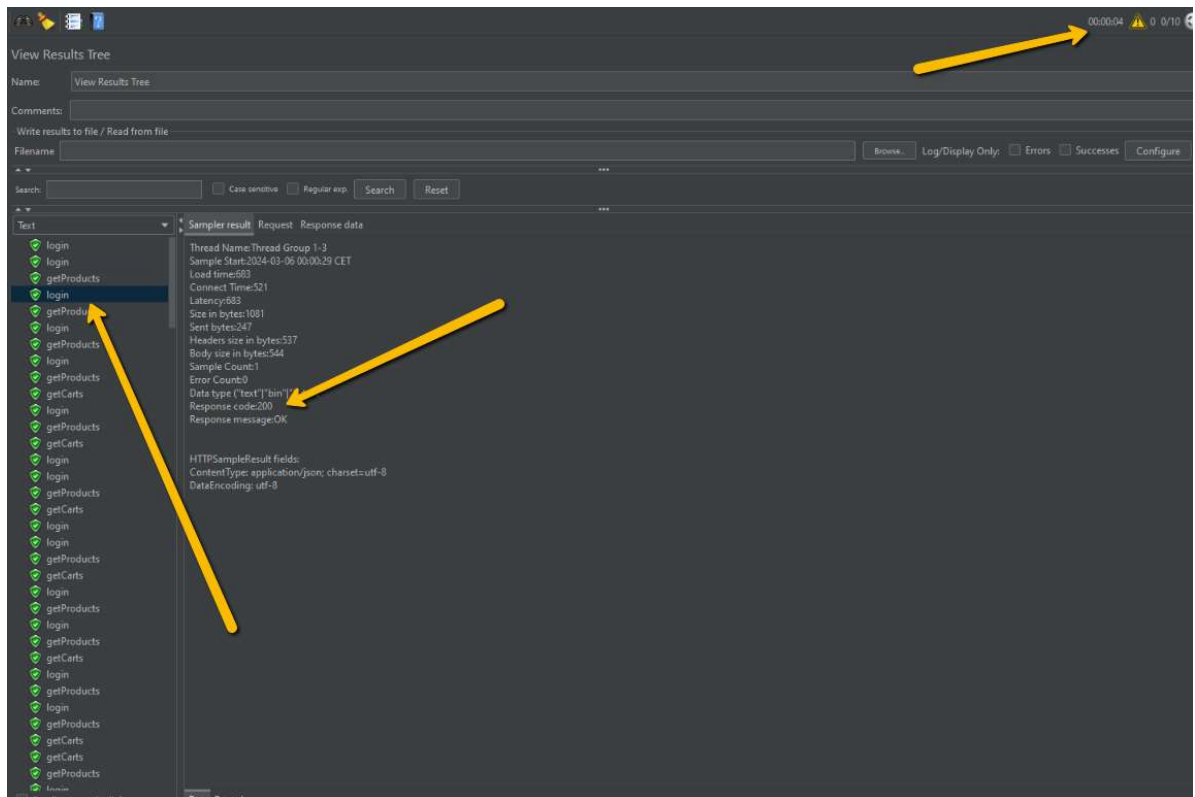 00:00:04 0 0/10
View Results Tree
Name: View Results Tree
Comments:
Write results to file / Read from file
Filename Browse... Log/Display Only: Errors Successes Configure
Search: Case sensitive Regular exp. Search Reset
Text
login
login
getProducts
login
getProducts
login
getProducts
login
getProducts
getCarts
login
getProducts
getCarts
login
login
getProducts
getCarts
login
login
getProducts
getCarts
login
getProducts
login
getProducts
getCarts
login
getProducts
login
getProducts
getCarts
getCarts
getProducts
login
Sampler result Request Response data
Thread Name:Thread Group 1-3
Sample Start:2024-03-06 00:00:29 CET
Load time:683
Connect Time:521
Latency:683
Size in bytes:1081
Sent bytes:247
Headers size in bytes:537
Body size in bytes:544
Sample Count:1
Error Count:0
Data type ("text"|"bin"|"
Response code:200
Response message:OK
HTTPSampleResult fields:
ContentType: application/json; charset=utf-8
DataEncoding: utf-8